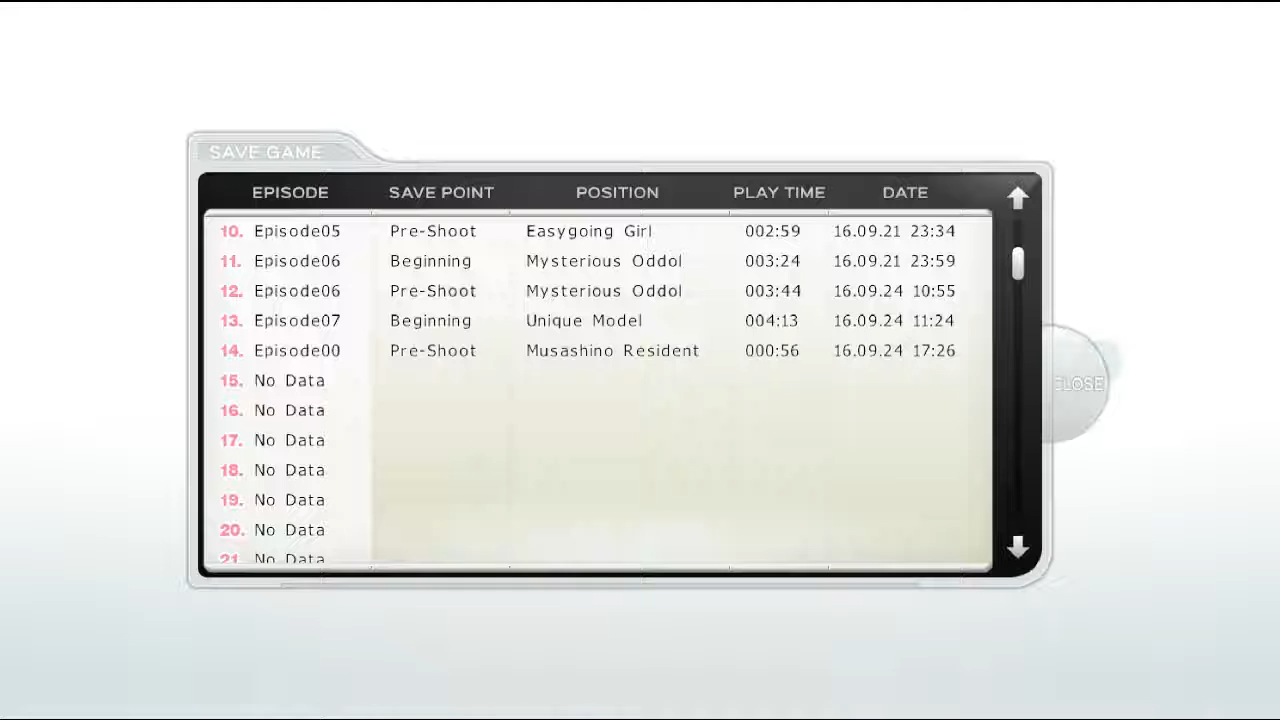 SAVE GAME
EPISODE SAVE POINT POSITION PLAY TIME DATE
10. Episode05 Pre-Shoot Easygoing Girl 002:59 16.09.21 23:34
11. Episode06 Beginning Mysterious Oddol 003:24 16.09.21 23:59
12. Episode06 Pre-Shoot Mysterious Oddol 003:44 16.09.24 10:55
13. Episode07 Beginning Unique Model 004:13 16.09.24 11:24
14. Episode00 Pre-Shoot Musashino Resident 000:56 16.09.24 17:26
15. No Data
CLOSE
16. No Data
17. No Data
18. No Data
19. No Data
20. No Data
21. No Data